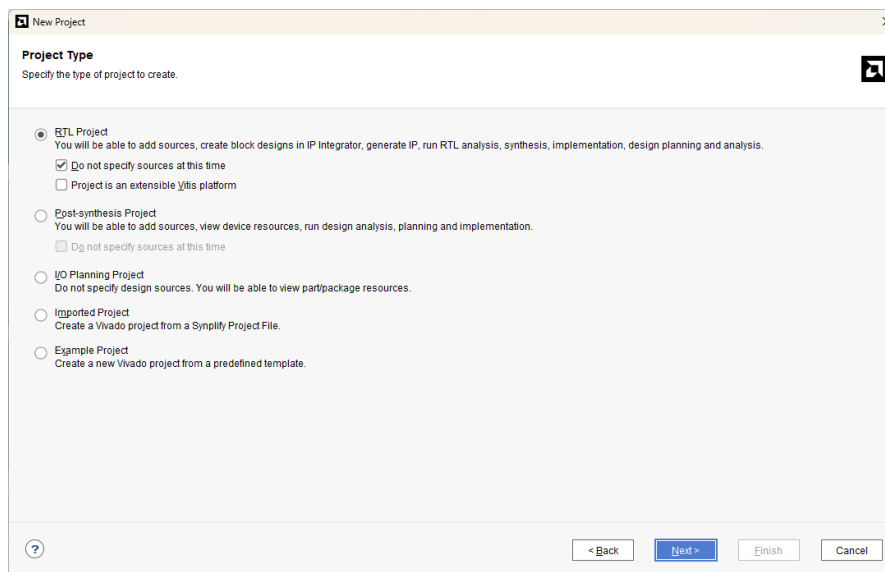 New Project
Project Type
Specify the type of project to create.
RTL Project
You will be able to add sources, create block designs in IP Integrator, generate IP, run RTL analysis, synthesis, implementation, design planning and analysis.
Do not specify sources at this time
Project is an extensible Vitis platform
Post-synthesis Project
You will be able to add sources, view device resources, run design analysis, planning and implementation.
Do not specify sources at this time
I/O Planning Project
Do not specify design sources. You will be able to view part/package resources.
Imported Project
Create a Vivado project from a Synplify Project File.
Example Project
Create a new Vivado project from a predefined template.
?
< Back
Next >
Finish
Cancel